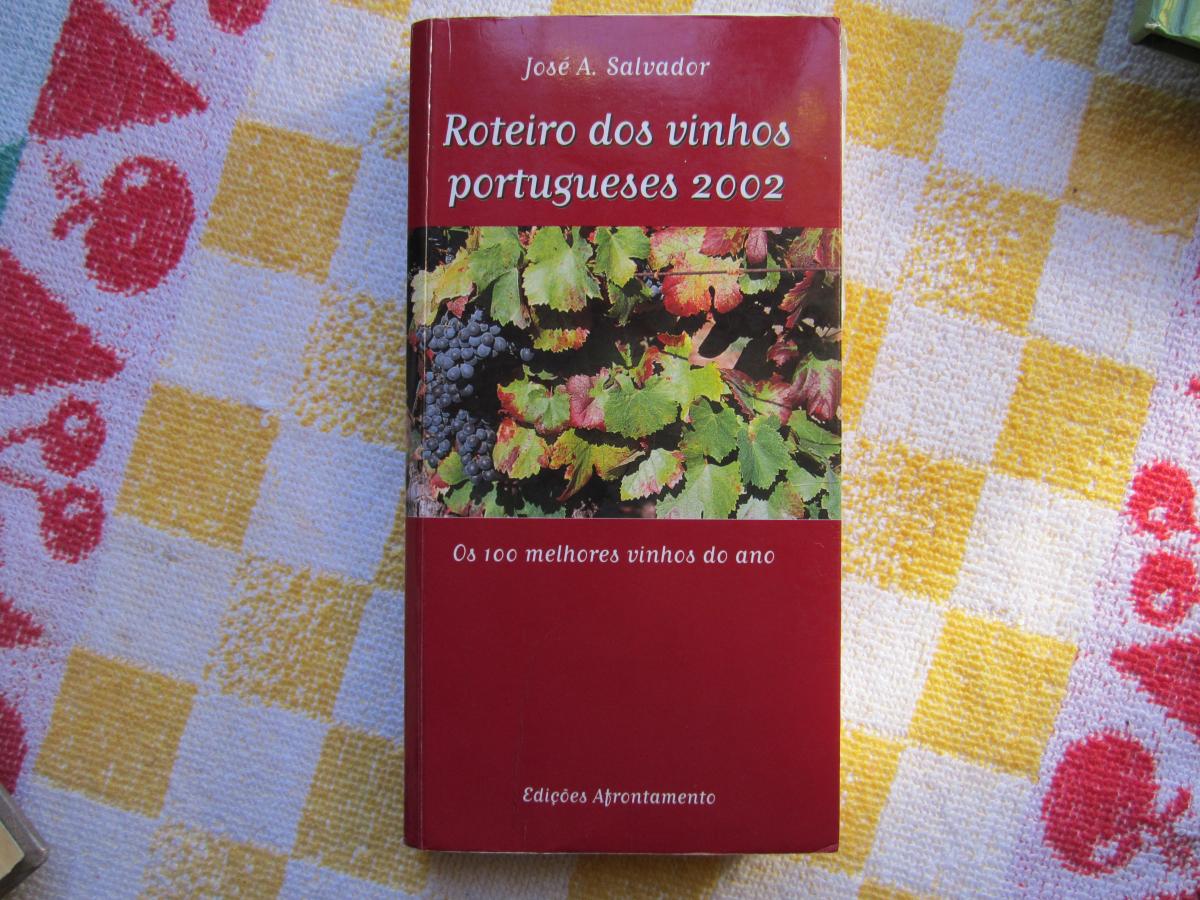 José A. Salvador
Roteiro dos vinhos
portugueses 2002
Os 100 melhores vinhos do ano
Edições Afrontamento